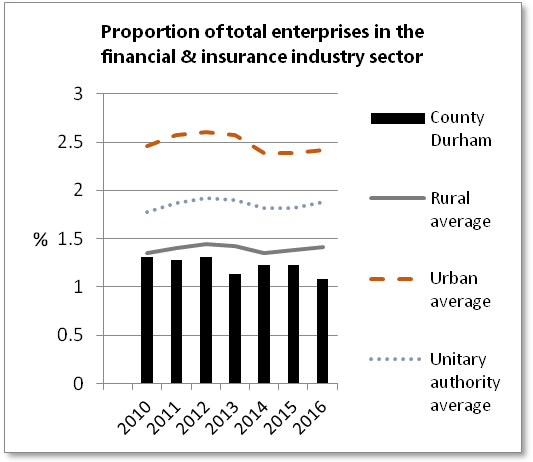 Proportion of total enterprises in the
financial & insurance industry sector
3
2.5
2
1.5
1
0.5
0
%
2010
2011
2012
2013
2014
2015
2016
County
Durham
Rural
average
Urban
average
Unitary
authority
average